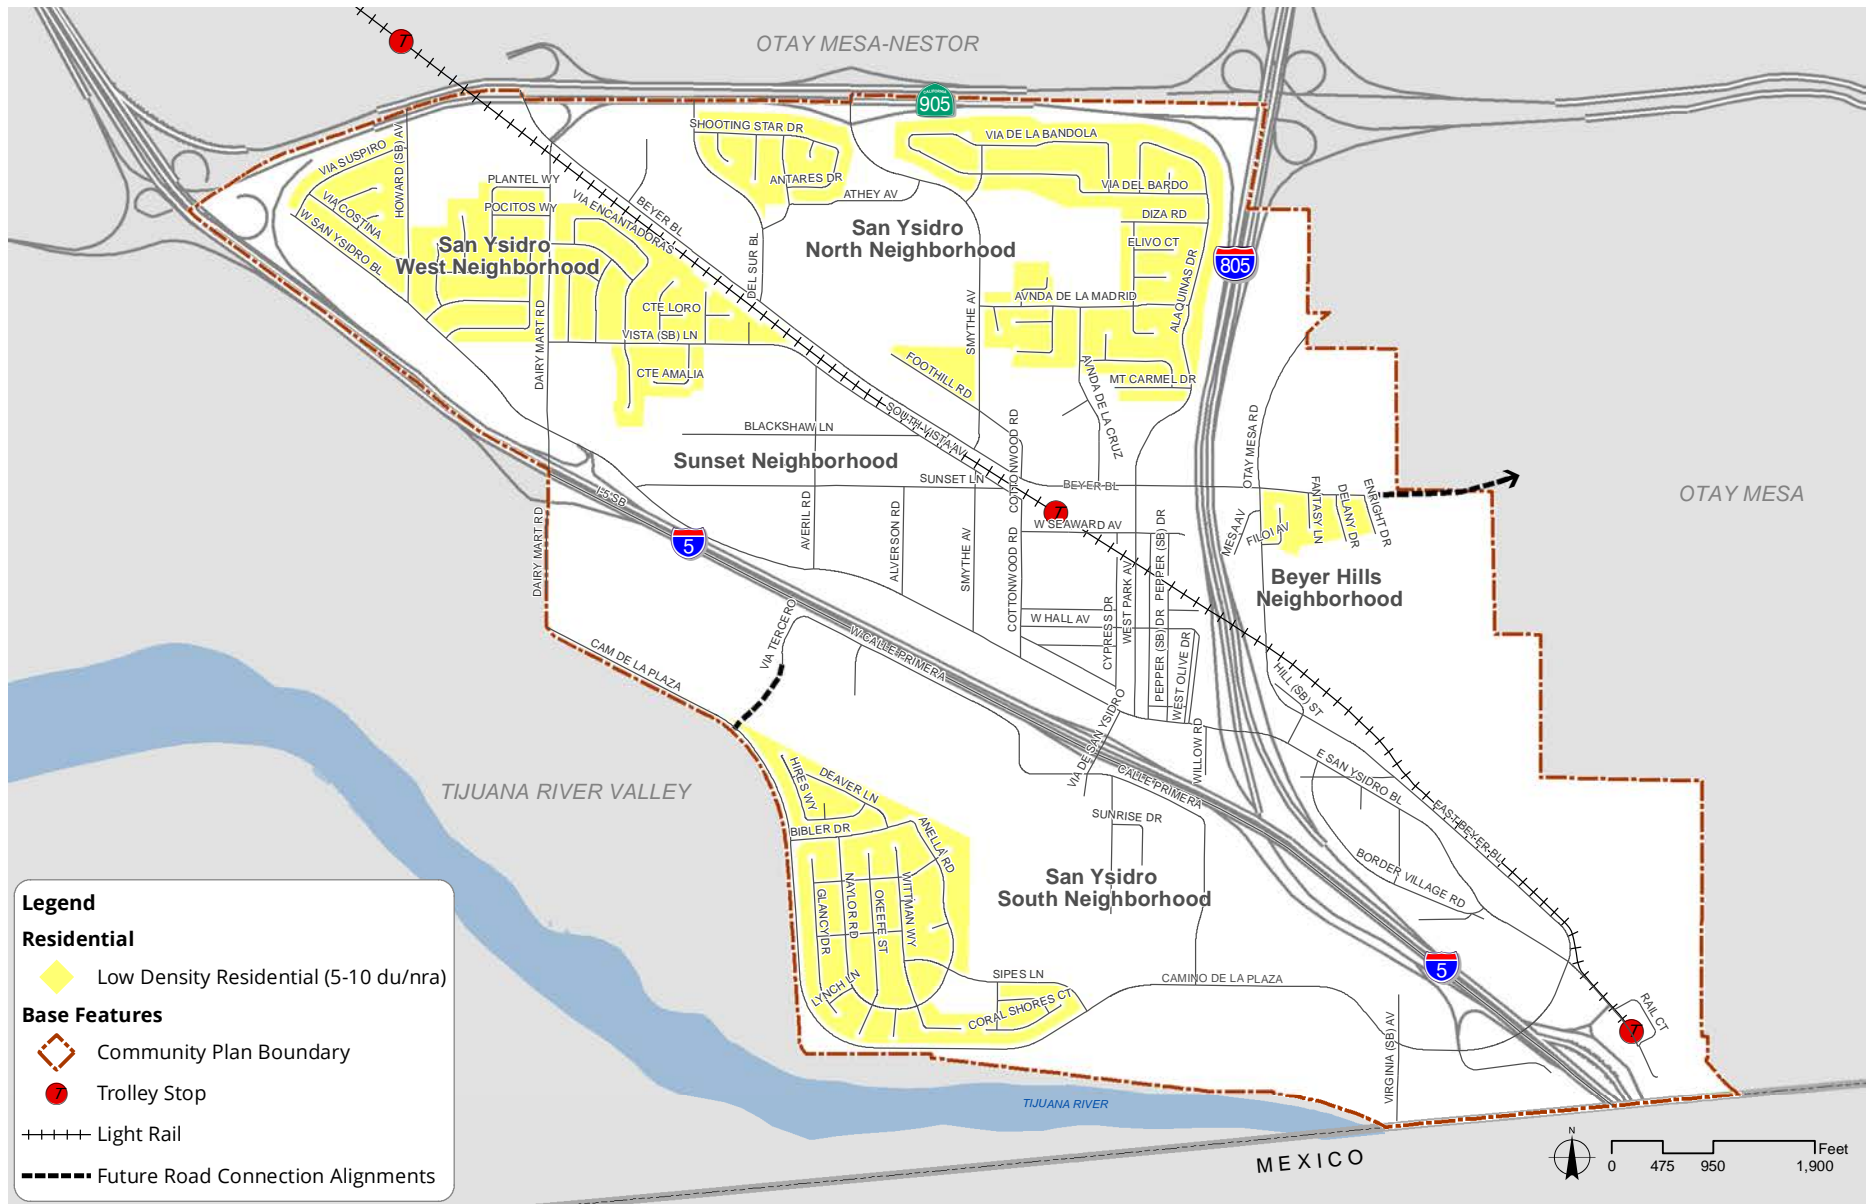 OTAY MESA-NESTOR
CALIFORNIA
905
SHOOTING STAR DR
VIA DE LA BANDOLA
HOWARD (SB) AV
VIA SUSPIRO
PLANTEL WY
ANTARES DR
VIA DEL BARDO
ATHEY AV
VIA COSTINA
POCITOS WY
VIA ENCANTADORAS
BEYER BL
DIZA RD
W SAN YSIDRO BL
San Ysidro
West Neighborhood
San Ysidro
North Neighborhood
ELIVO CT
DEL SUR BL
805
ALAQUINAS DR
CTE LORO
AVNDA DE LA MADRID
SMYTHE AV
VISTA (SB) LN
DAIRY MART RD
CTE AMALIA
FOOTHILL RD
AVNDA DE LA CRUZ
MT CARMEL DR
SOUTH VISTA AV
BLACKSHAW LN
COTTONWOOD RD
OTAY MESA RD
Sunset Neighborhood
SUNSET LN
BEYER BL
FANTASY LN
DELANY DR
ENRIGHT DR
OTAY MESA
I-5 SB
DAIRY MART RD
5
AVERIL RD
ALVERSON RD
SMYTHE AV
COTTONWOOD RD
W SEAWARD AV
PEPPER (SB) DR
MESA AV
FILOI AV
Beyer Hills
Neighborhood
WEST PARK AV
CYPRESS DR
W HALL AV
PEPPER (SB) DR
WEST OLIVE DR
VIA TERCERO
W CALLE PRIMERA
CAM DE LA PLAZA
HILL (SB) ST
VIA DE SAN YSIDRO
WILLOW RD
TIJUANA RIVER VALLEY
HIRES WY
DEAVER LN
CALLE PRIMERA
E SAN YSIDRO BL
EAST BEYER BL
SUNRISE DR
BIBLER DR
ANELLA RD
BORDER VILLAGE RD
San Ysidro
South Neighborhood
GLANCY DR
NAYLOR RD
OKEEFE ST
WITTMAN WY
LYNCH LN
SIPES LN
CORAL SHORES CT
CAMINO DE LA PLAZA
5
RAIL CT
VIRGINIA (SB) AV
TIJUANA RIVER
MEXICO
Legend
Residential
Low Density Residential (5-10 du/nra)
Base Features
Community Plan Boundary
Trolley Stop
Light Rail
Future Road Connection Alignments
N
Feet
0 475 950 1,900